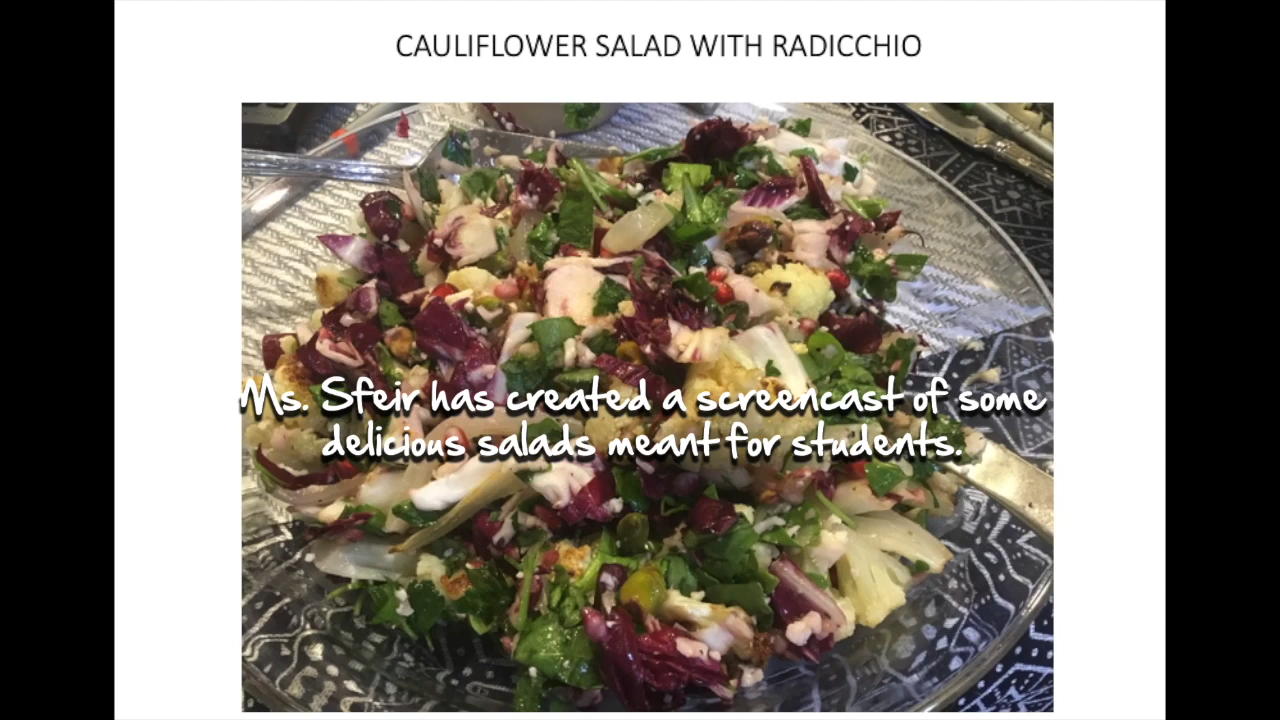 CAULIFLOWER SALAD WITH RADICCHIO
Ms. Sfeir has created a screencast of some
delicious salads meant for students.